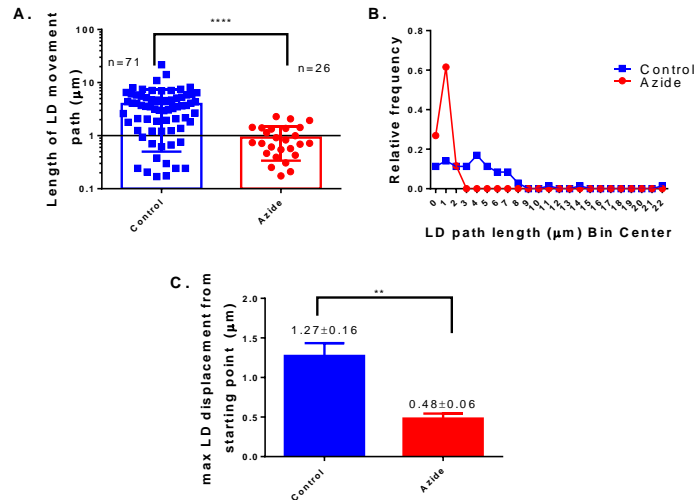 A.
****
n=71
n=26
Length of LD movement
path (μm)
100
10
1
0.1
Control
Azide
B.
Relative frequency
0.8
0.6
0.4
0.2
0.0
0 1 2 3 4 5 6 7 8 9 10 11 12 13 14 15 16 17 18 19 20 21 22
LD path length (μm) Bin Center
Control
Azide
C.
**
max LD displacement from
starting point (μm)
2.0
1.5
1.0
0.5
0.0
1.27±0.16
0.48±0.06
Control
Azide